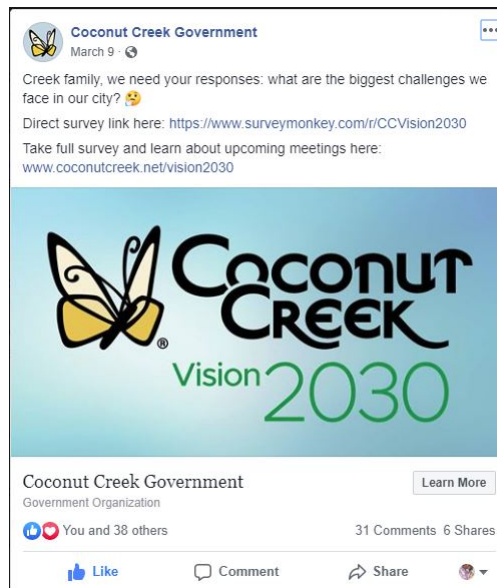 Coconut Creek Government
March 9 ·
Creek family, we need your responses: what are the biggest challenges we
face in our city? 🤔
Direct survey link here: https://www.surveymonkey.com/r/CCVision2030
Take full survey and learn about upcoming meetings here:
www.coconutcreek.net/vision2030
COCONUT
CREEK
®
Vision 2030
Coconut Creek Government
Learn More
Government Organization
You and 38 others
31 Comments 6 Shares
Like
Comment
Share